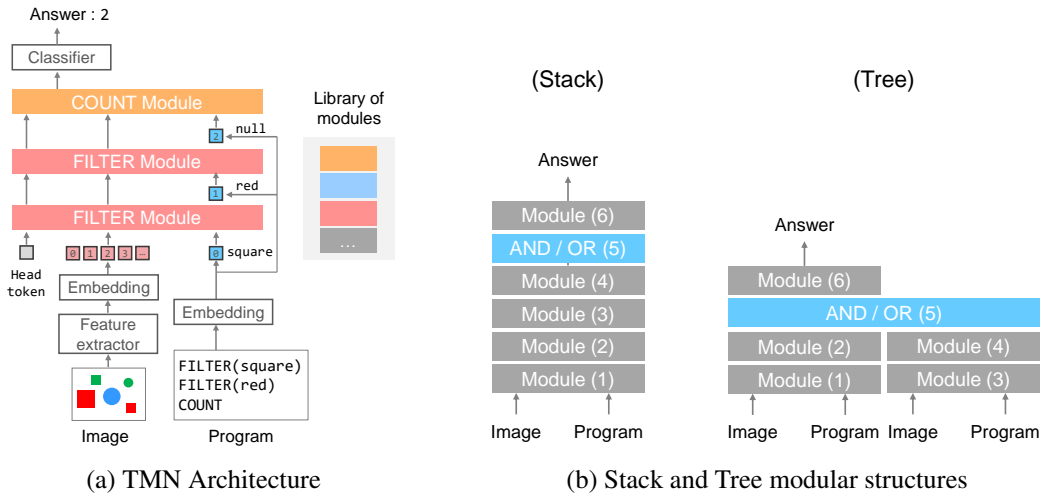 Answer : 2
Classifier
COUNT Module
2
null
FILTER Module
1
red
FILTER Module
0 1 2 3 ...
0
square
Head
token
Embedding
Feature
extractor
Embedding
FILTER(square)
FILTER(red)
COUNT
Image
Program
Library of
modules
...
(a) TMN Architecture
(Stack)
Answer
Module (6)
AND / OR (5)
Module (4)
Module (3)
Module (2)
Module (1)
Image
Program
(Tree)
Answer
Module (6)
AND / OR (5)
Module (2)
Module (4)
Module (1)
Module (3)
Image
Program
Image
Program
(b) Stack and Tree modular structures